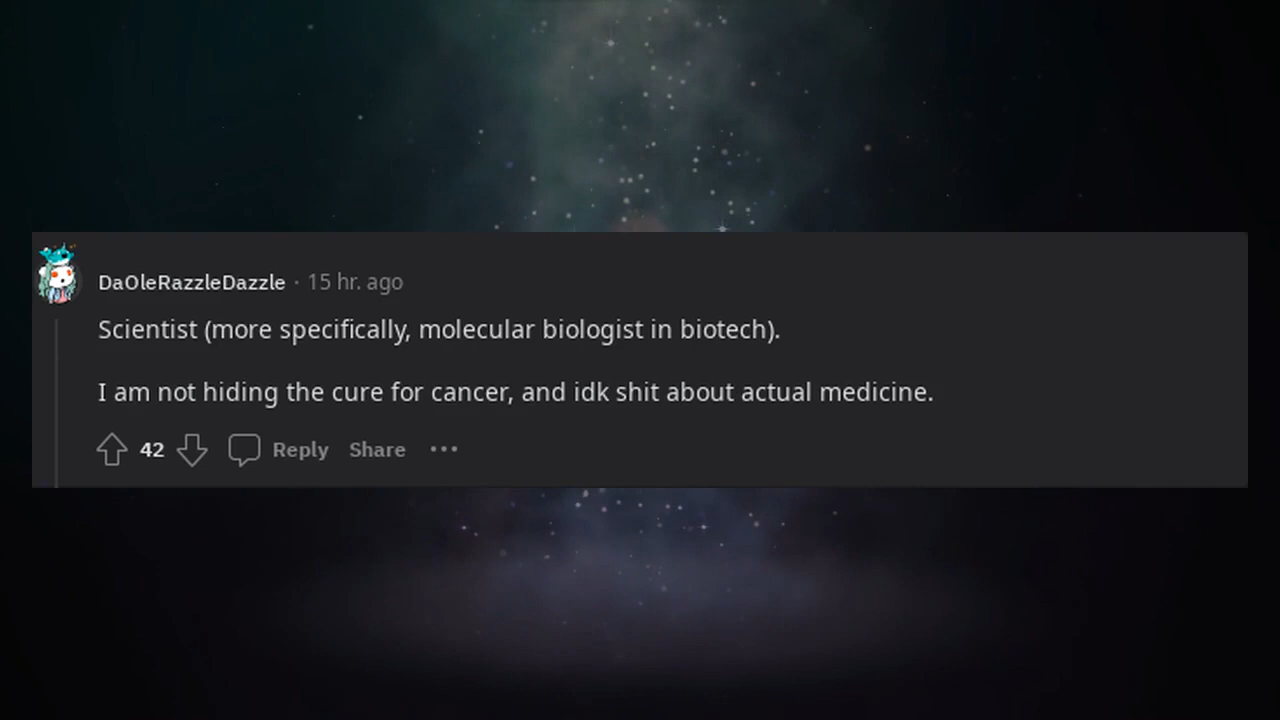 DaOleRazzleDazzle · 15 hr. ago
Scientist (more specifically, molecular biologist in biotech).
I am not hiding the cure for cancer, and idk shit about actual medicine.
42 Reply Share ···